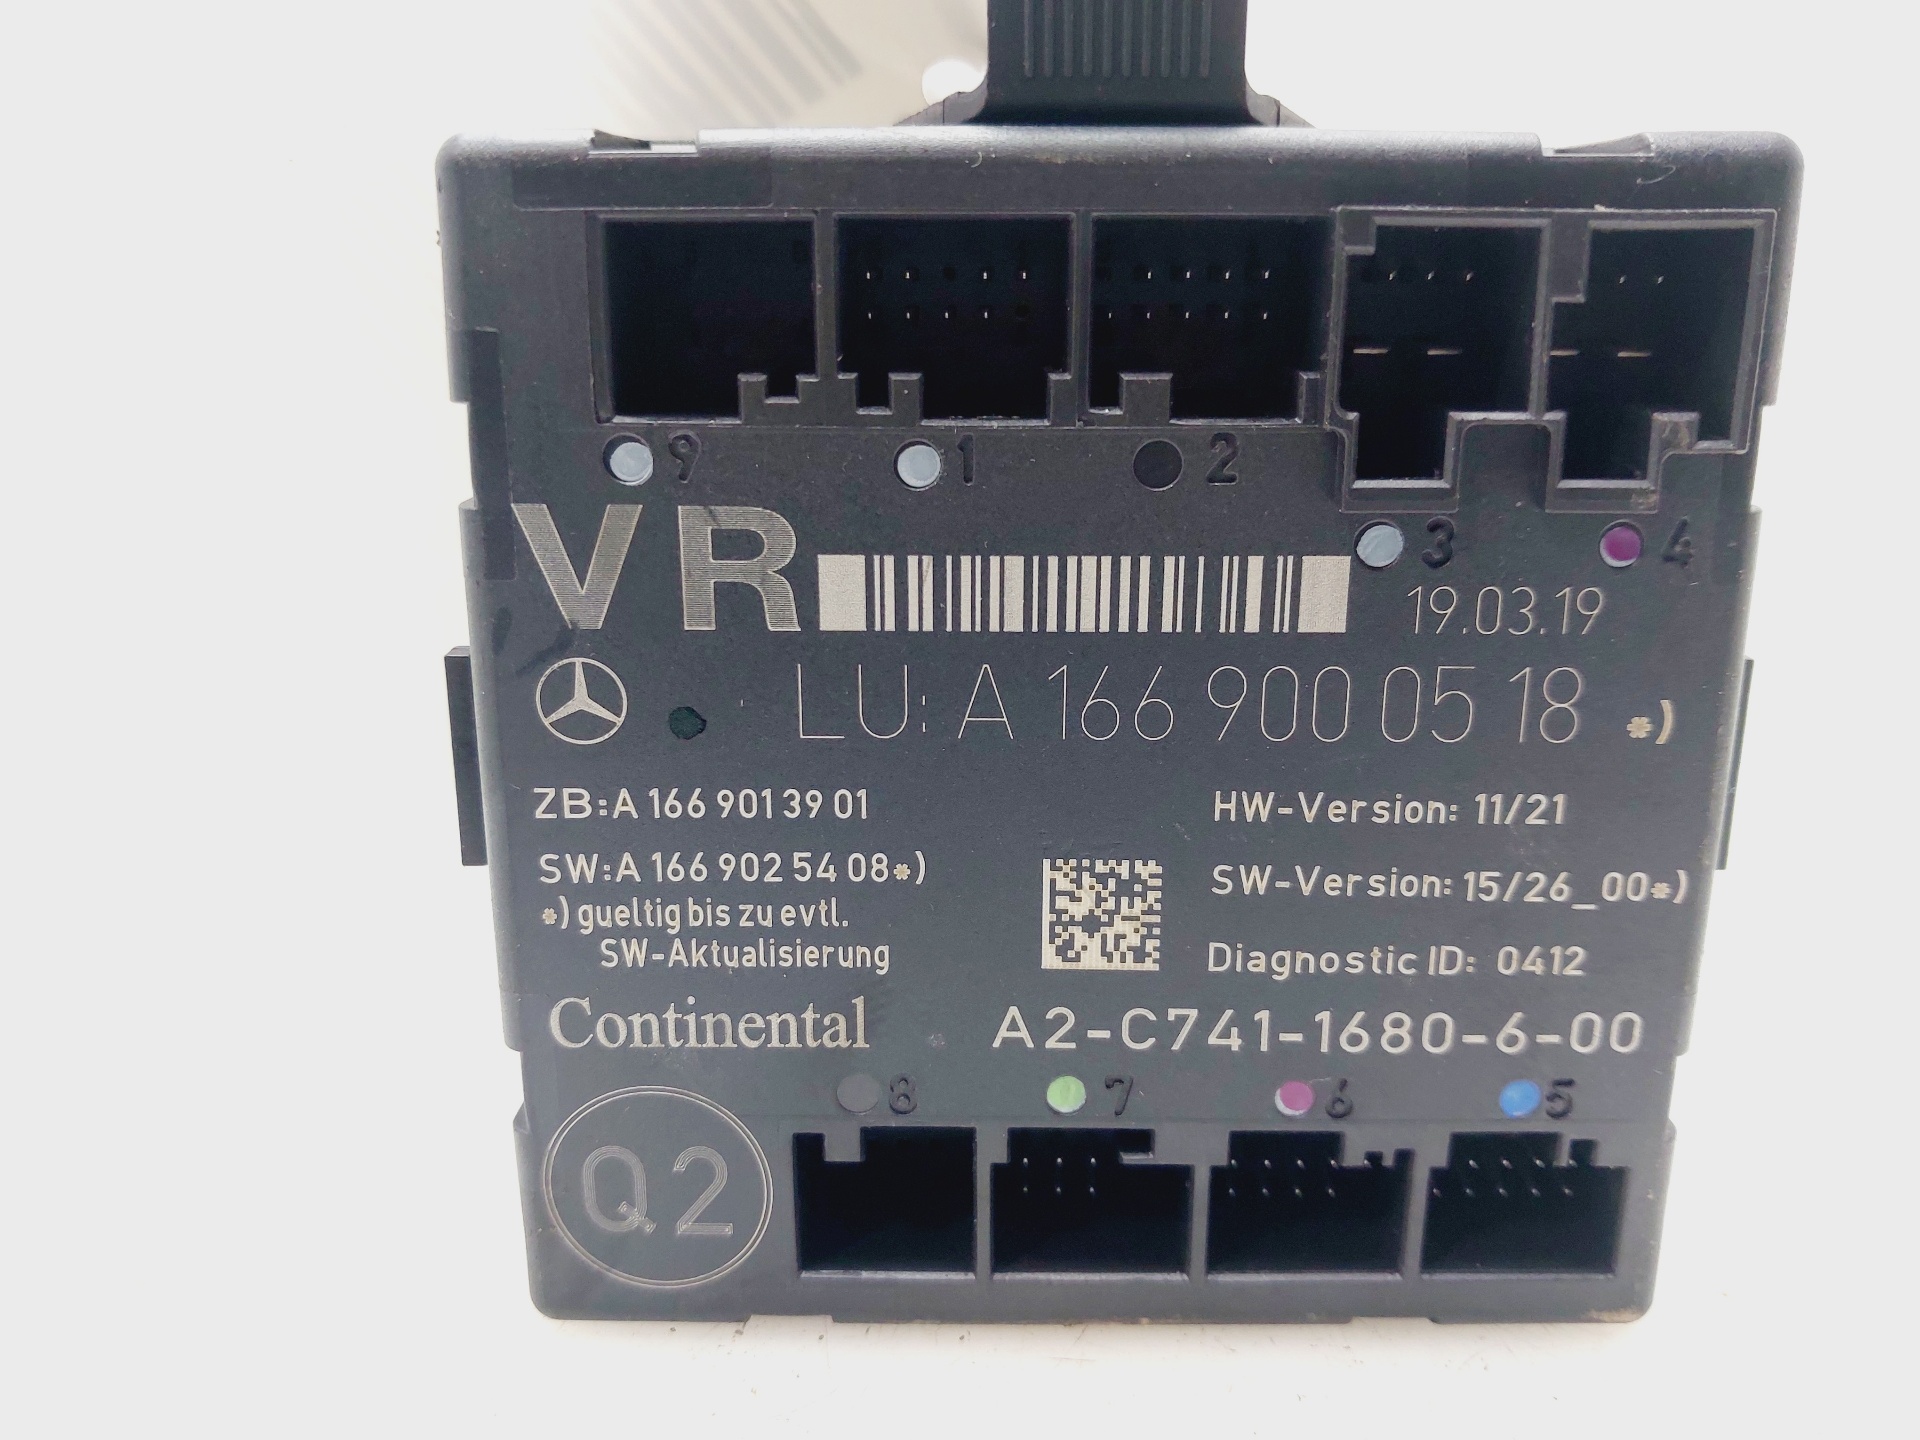 9 1 2
3 4
VR
19.03.19
LU: A 166 900 05 18 *)
ZB: A 166 901 39 01
HW-Version: 11/21
SW: A 166 902 54 08 *)
SW-Version: 15/26_00*)
*) gueltig bis zu evtl.
SW-Aktualisierung
Diagnostic ID: 0412
Continental
A2-C741-1680-6-00
8 7 6 5
Q2